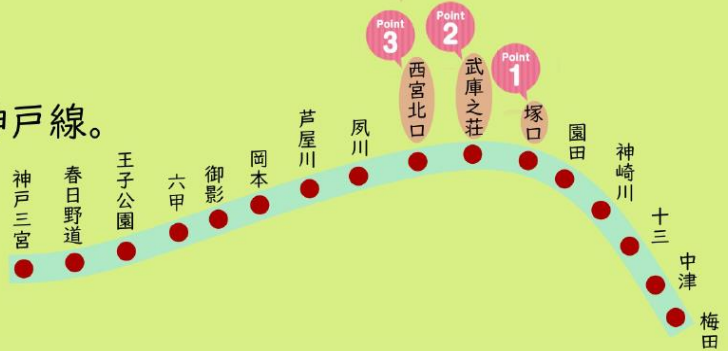 神戸線。
Point
3
Point
2
Point
1
神戸三宮
春日野道
王子公園
六甲
御影
岡本
芦屋川
夙川
西宮北口
武庫之荘
塚口
園田
神崎川
十三
中津
梅田